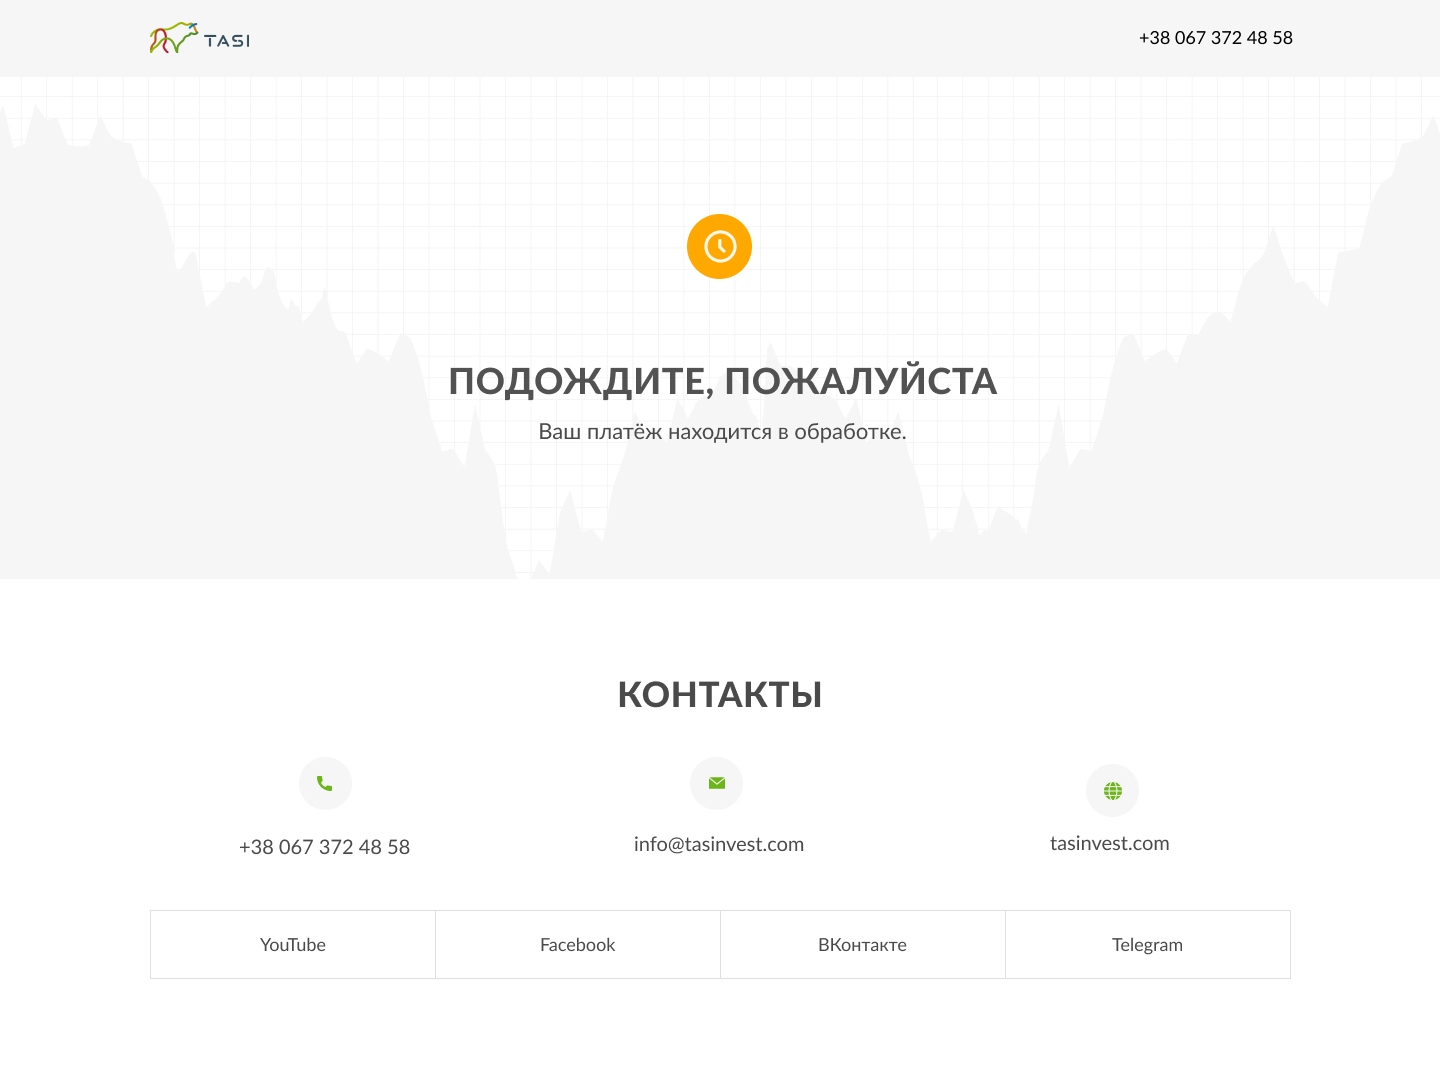 TASI
+38 067 372 48 58
ПОДОЖДИТЕ, ПОЖАЛУЙСТА
Ваш платёж находится в обработке.
КОНТАКТЫ
+38 067 372 48 58
info@tasinvest.com
tasinvest.com
YouTube
Facebook
ВКонтакте
Telegram